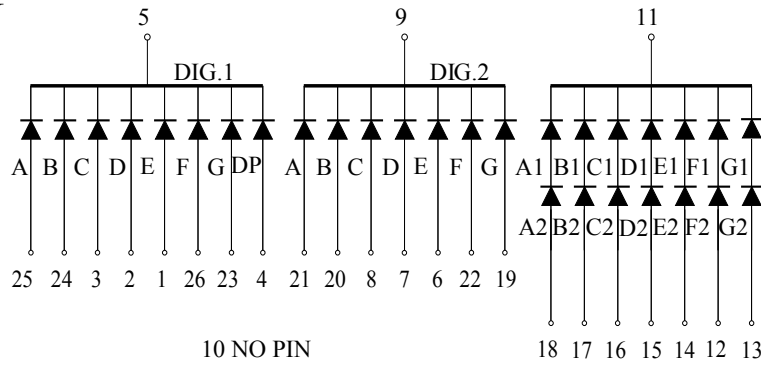 5 9 11
DIG.1 DIG.2
A B C D E F G DP A B C D E F G A1 B1 C1 D1 E1 F1 G1
A2 B2 C2 D2 E2 F2 G2
25 24 3 2 1 26 23 4 21 20 8 7 6 22 19
18 17 16 15 14 12 13
10 NO PIN